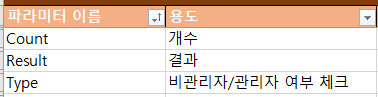 파라미터 이름 용도
Count 개수
Result 결과
Type 비관리자/관리자 여부 체크